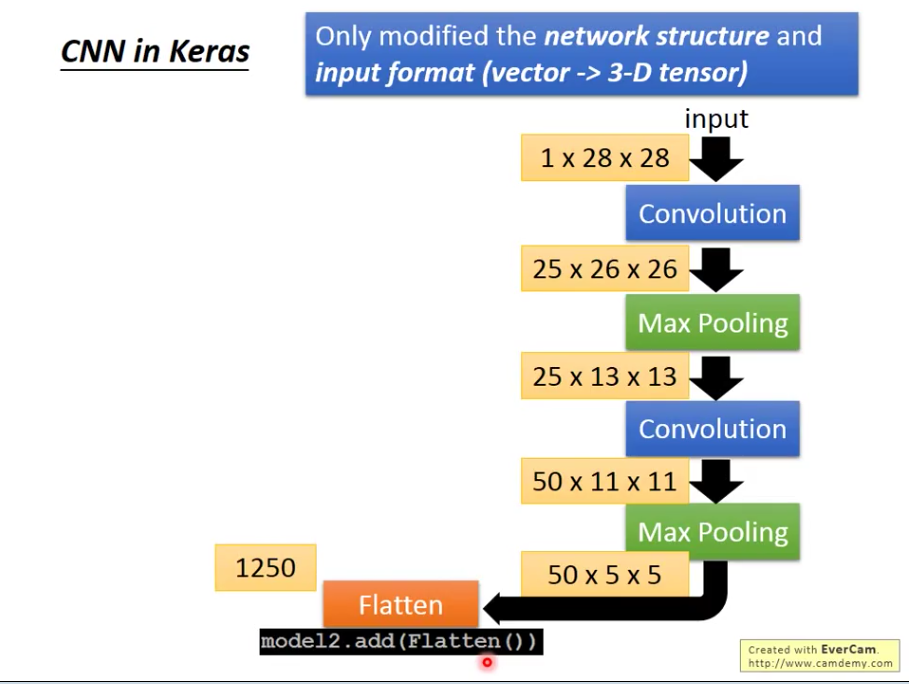 CNN in Keras
Only modified the network structure and
input format (vector -> 3-D tensor)
input
1 x 28 x 28
Convolution
25 x 26 x 26
Max Pooling
25 x 13 x 13
Convolution
50 x 11 x 11
Max Pooling
50 x 5 x 5
1250
Flatten
model2.add(Flatten())
Created with EverCam.
http://www.camdemy.com